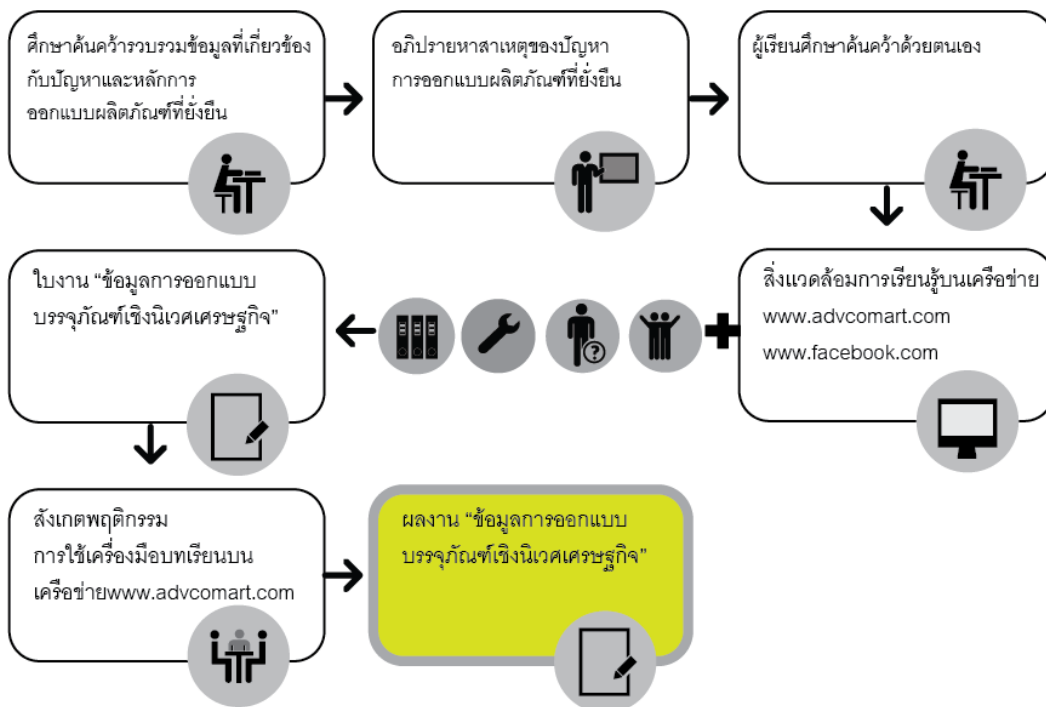 ศึกษาค้นคว้ารวบรวมข้อมูลที่เกี่ยวข้อง
กับปัญหาและหลักการ
ออกแบบผลิตภัณฑ์ที่ยั่งยืน
อภิปรายหาสาเหตุของปัญหา
การออกแบบผลิตภัณฑ์ที่ยั่งยืน
ผู้เรียนศึกษาค้นคว้าด้วยตนเอง
สิ่งแวดล้อมการเรียนรู้บนเครือข่าย
www.advcomart.com
www.facebook.com
ใบงาน “ข้อมูลการออกแบบ
บรรจุภัณฑ์เชิงนิเวศเศรษฐกิจ”
สังเกตพฤติกรรม
การใช้เครื่องมือบทเรียนบน
เครือข่ายwww.advcomart.com
ผลงาน “ข้อมูลการออกแบบ
บรรจุภัณฑ์เชิงนิเวศเศรษฐกิจ”